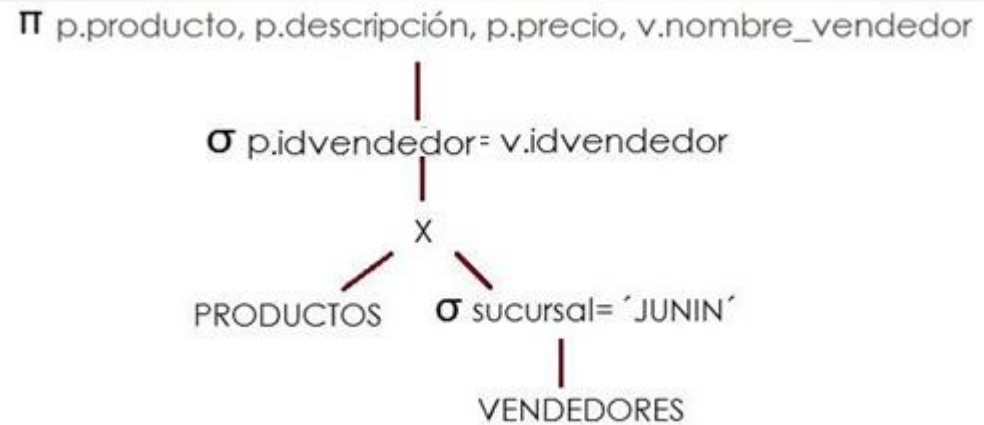 π p.producto, p.descripción, p.precio, v.nombre_vendedor
σ p.idvendedor= v.idvendedor
X
PRODUCTOS σ sucursal= ´JUNIN´
VENDEDORES